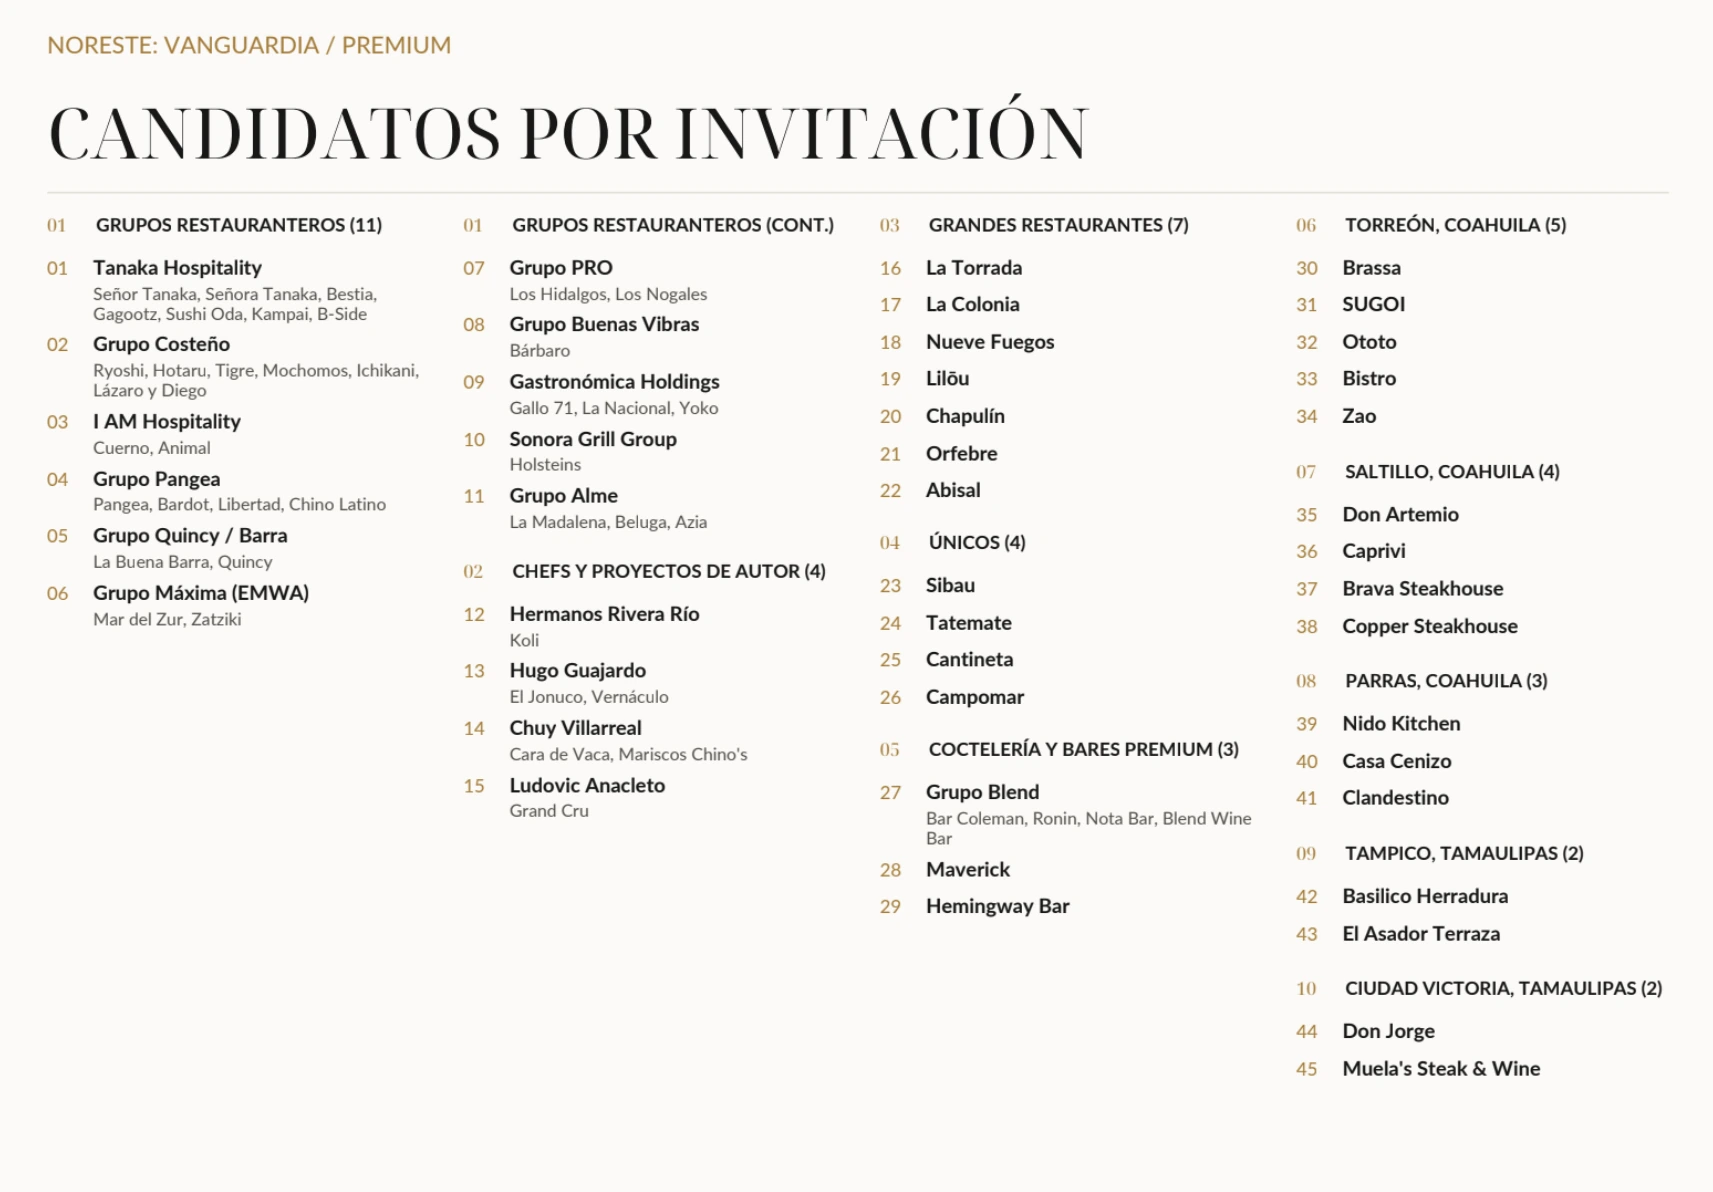 NORESTE: VANGUARDIA / PREMIUM
CANDIDATOS POR INVITACIÓN
01 GRUPOS RESTAURANTEROS (11)
01 Tanaka Hospitality
Señor Tanaka, Señora Tanaka, Bestia,
Gagootz, Sushi Oda, Kampai, B-Side
02 Grupo Costeño
Ryoshi, Hotaru, Tigre, Mochomos, Ichikani,
Lázaro y Diego
03 I AM Hospitality
Cuerno, Animal
04 Grupo Pangea
Pangea, Bardot, Libertad, Chino Latino
05 Grupo Quincy / Barra
La Buena Barra, Quincy
06 Grupo Máxima (EMWA)
Mar del Zur, Zatziki
01 GRUPOS RESTAURANTEROS (CONT.)
07 Grupo PRO
Los Hidalgos, Los Nogales
08 Grupo Buenas Vibras
Bárbaro
09 Gastronómica Holdings
Gallo 71, La Nacional, Yoko
10 Sonora Grill Group
Holsteins
11 Grupo Alme
La Madalena, Beluga, Azia
02 CHEFS Y PROYECTOS DE AUTOR (4)
12 Hermanos Rivera Río
Koli
13 Hugo Guajardo
El Jonuco, Vernáculo
14 Chuy Villarreal
Cara de Vaca, Mariscos Chino's
15 Ludovic Anacleto
Grand Cru
03 GRANDES RESTAURANTES (7)
16 La Torrada
17 La Colonia
18 Nueve Fuegos
19 Lilōu
20 Chapulín
21 Orfebre
22 Abisal
04 ÚNICOS (4)
23 Sibau
24 Tatemate
25 Cantineta
26 Campomar
05 COCTELERÍA Y BARES PREMIUM (3)
27 Grupo Blend
Bar Coleman, Ronin, Nota Bar, Blend Wine
Bar
28 Maverick
29 Hemingway Bar
06 TORREÓN, COAHUILA (5)
30 Brassa
31 SUGOI
32 Ototo
33 Bistro
34 Zao
07 SALTILLO, COAHUILA (4)
35 Don Artemio
36 Caprivi
37 Brava Steakhouse
38 Copper Steakhouse
08 PARRAS, COAHUILA (3)
39 Nido Kitchen
40 Casa Cenizo
41 Clandestino
09 TAMPICO, TAMAULIPAS (2)
42 Basilico Herradura
43 El Asador Terraza
10 CIUDAD VICTORIA, TAMAULIPAS (2)
44 Don Jorge
45 Muela's Steak & Wine